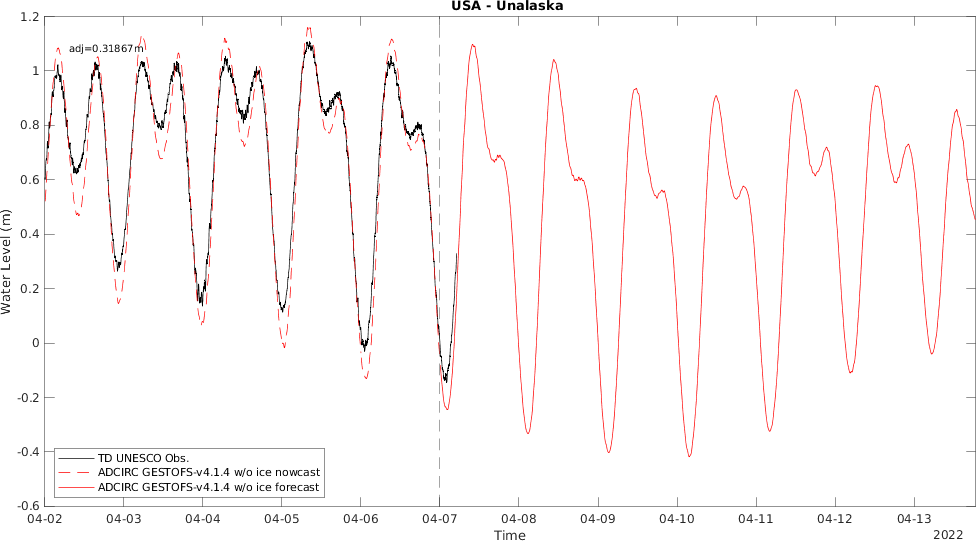 USA - Unalaska
1.2
adj=0.31867m
1
0.8
0.6
0.4
0.2
0
-0.2
-0.4
-0.6
Water Level (m)
TD UNESCO Obs.
ADCIRC GESTOFS-v4.1.4 w/o ice nowcast
ADCIRC GESTOFS-v4.1.4 w/o ice forecast
04-02 04-03 04-04 04-05 04-06 04-07 04-08 04-09 04-10 04-11 04-12 04-13
Time
2022